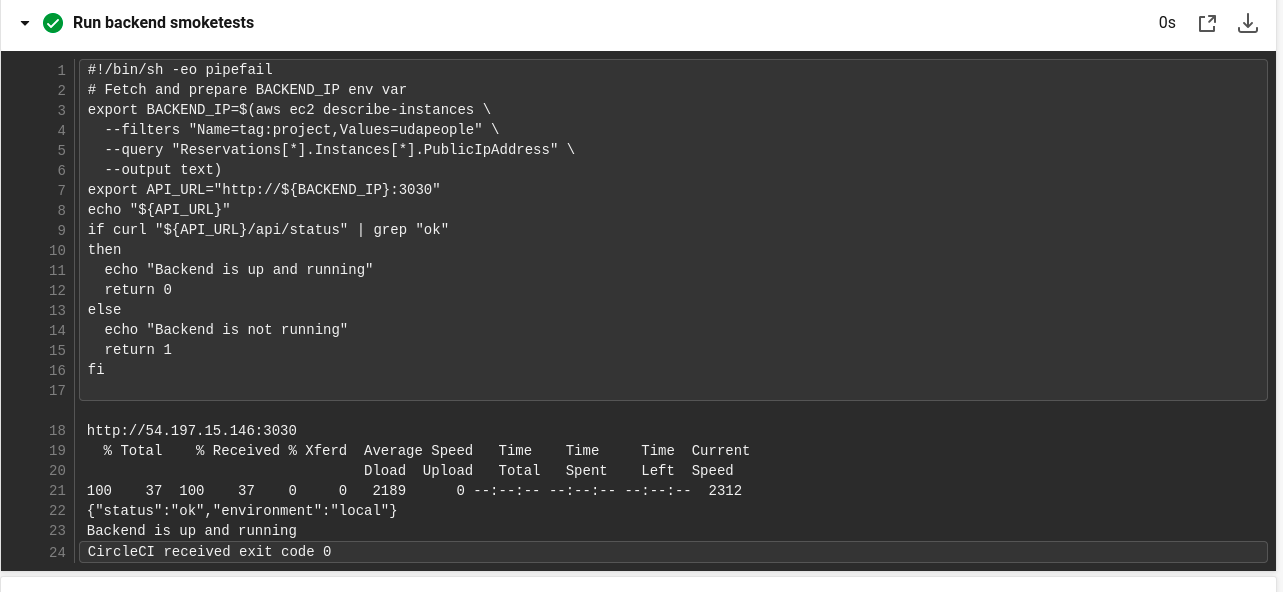 Run backend smoketests 0s
1 #!/bin/sh -eo pipefail
2 # Fetch and prepare BACKEND_IP env var
3 export BACKEND_IP=$(aws ec2 describe-instances \
4   --filters "Name=tag:project,Values=udapeople" \
5   --query "Reservations[*].Instances[*].PublicIpAddress" \
6   --output text)
7 export API_URL="http://${BACKEND_IP}:3030"
8 echo "${API_URL}"
9 if curl "${API_URL}/api/status" | grep "ok"
10 then
11   echo "Backend is up and running"
12   return 0
13 else
14   echo "Backend is not running"
15   return 1
16 fi
17
18 http://54.197.15.146:3030
19   % Total    % Received % Xferd  Average Speed   Time    Time     Time  Current
20                                  Dload  Upload   Total   Spent    Left  Speed
21 100    37  100    37    0     0   2189      0 --:--:-- --:--:-- --:--:--  2312
22 {"status":"ok","environment":"local"}
23 Backend is up and running
24 CircleCI received exit code 0